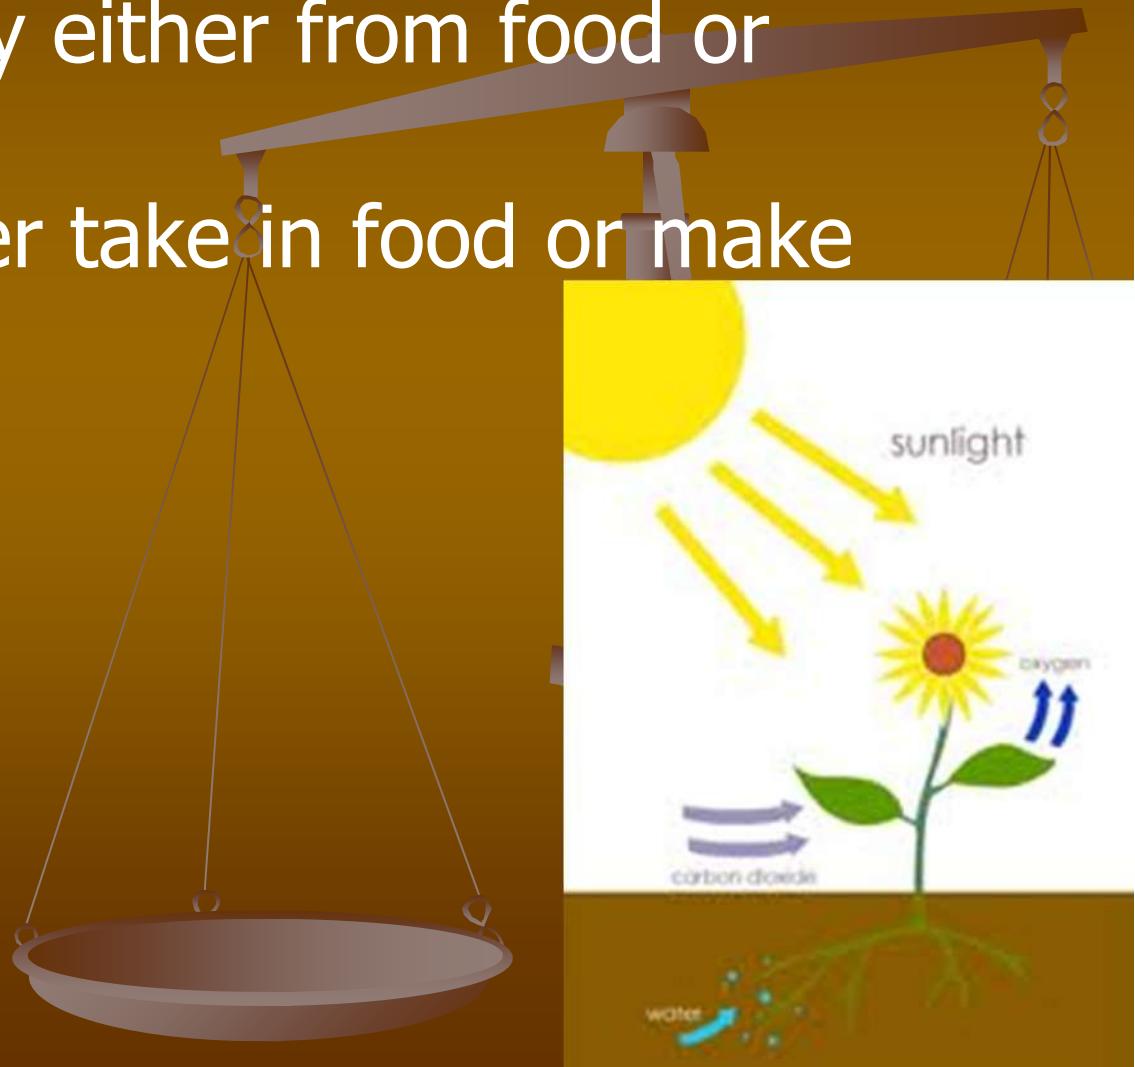 y either from food or
er take in food or make
sunlight
oxygen
carbon dioxide
water